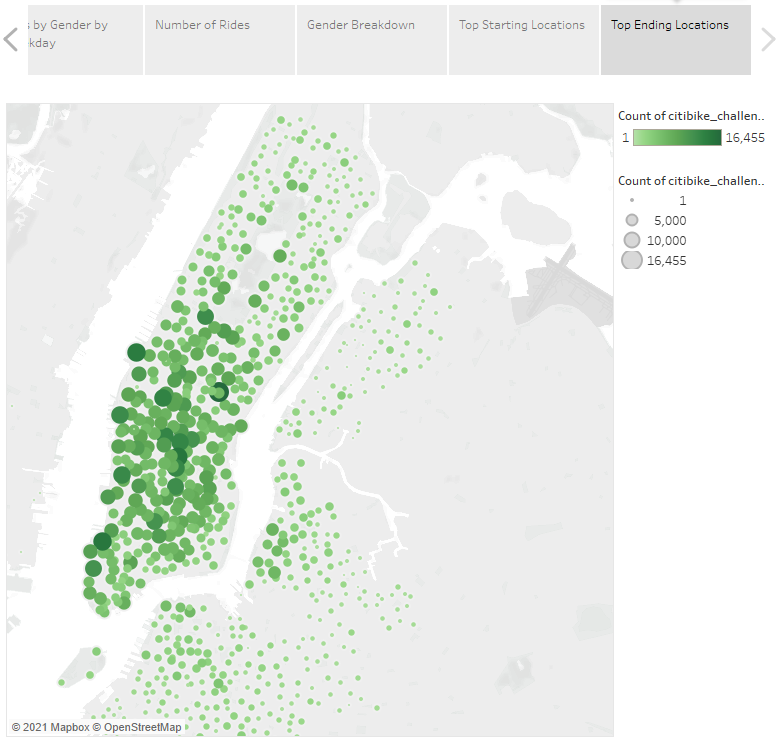 s by Gender by
kday
Number of Rides
Gender Breakdown
Top Starting Locations
Top Ending Locations
Count of citibike_challen..
1 16,455
Count of citibike_challen..
1
5,000
10,000
16,455
© 2021 Mapbox © OpenStreetMap